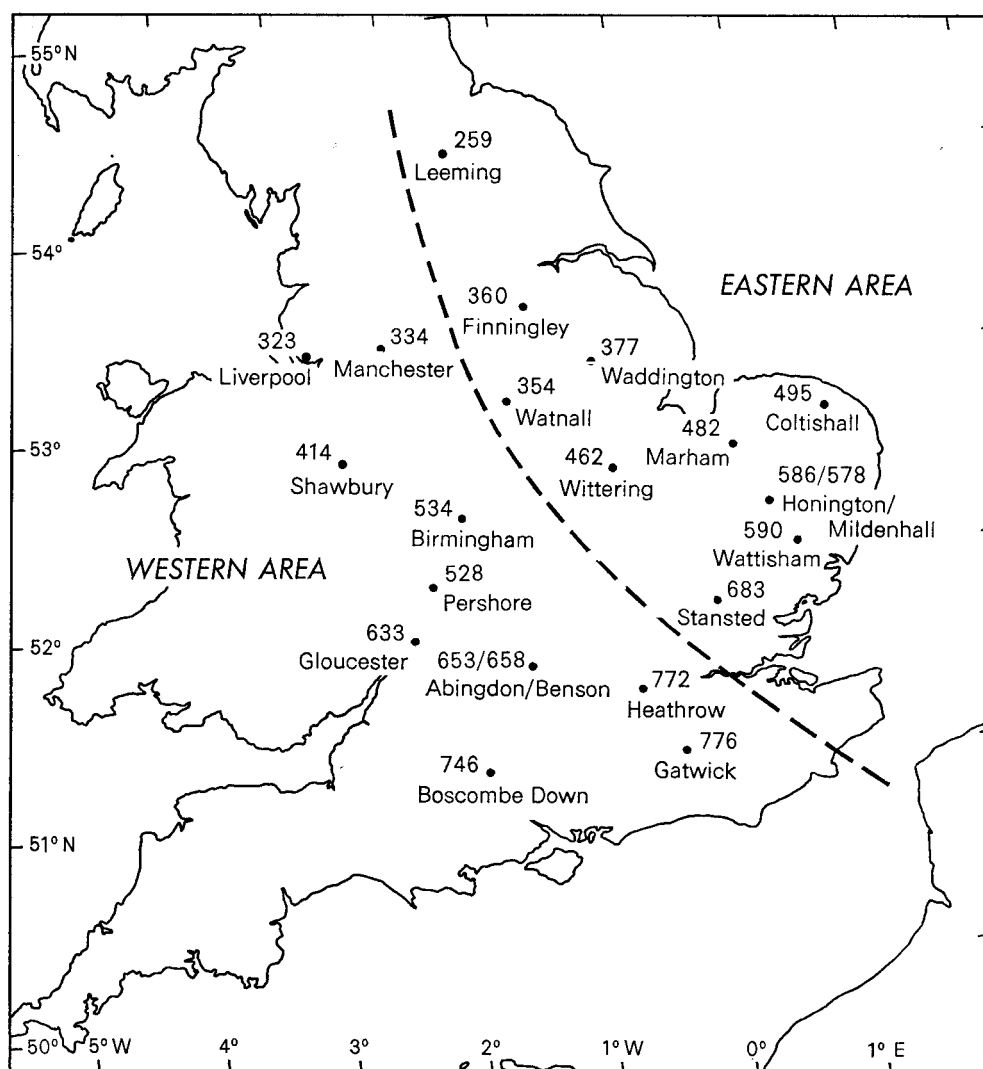 55°N
259
Leeming
54°
EASTERN AREA
360
Finningley
323
Liverpool
334
Manchester
377
Waddington
354
Watnall
495
Coltishall
482
Marham
53°
414
Shawbury
462
Wittering
586/578
Honington/
Mildenhall
534
Birmingham
590
Wattisham
WESTERN AREA
528
Pershore
683
Stansted
52°
633
Gloucester
653/658
Abingdon/Benson
772
Heathrow
776
Gatwick
746
Boscombe Down
51°N
50° 5°W 4° 3° 2° 1°W 0° 1°E